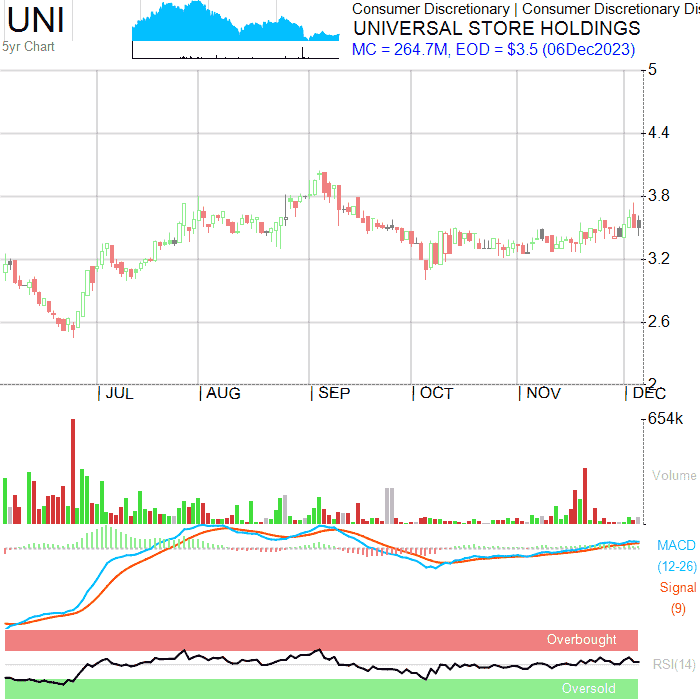 UNI
5yr Chart
Consumer Discretionary | Consumer Discretionary Dis
UNIVERSAL STORE HOLDINGS
MC = 264.7M, EOD = $3.5 (06Dec2023)
5
4.4
3.8
3.2
2.6
2
| JUL | AUG | SEP | OCT | NOV | DEC
654k
Volume
MACD
(12-26)
Signal
(9)
Overbought
RSI(14)
Oversold